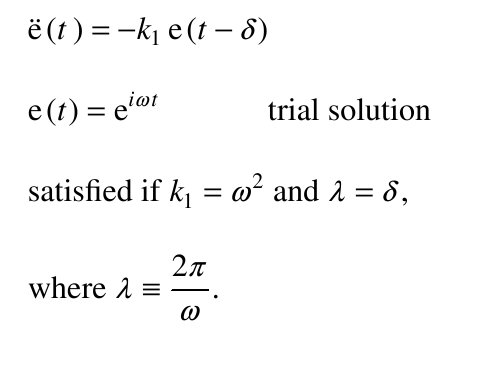 ë(t) = −k₁ e(t − δ)
e(t) = e^{iωt} trial solution
satisfied if k₁ = ω² and λ = δ,
where λ ≡ 2π/ω.